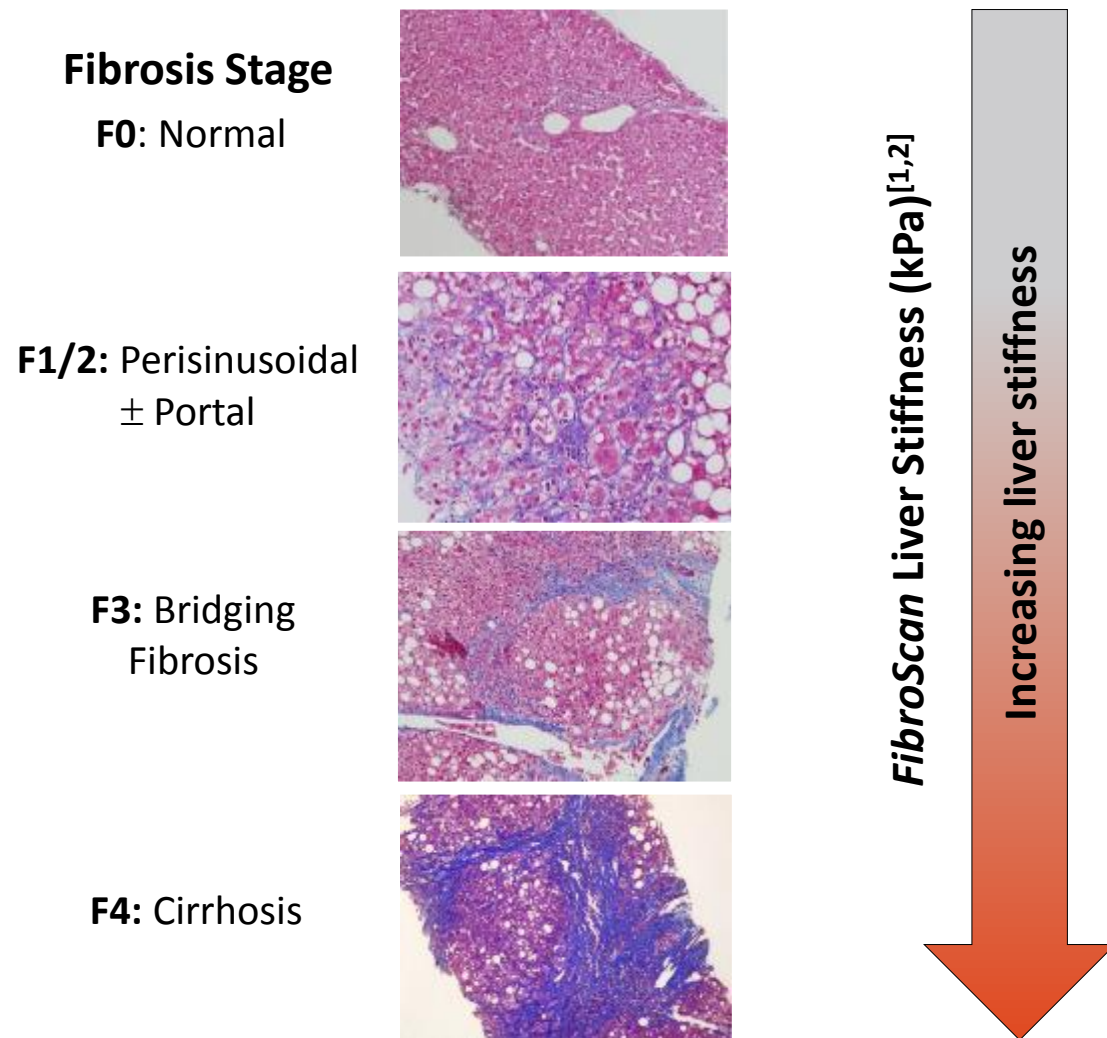 Fibrosis Stage
F0: Normal
F1/2: Perisinusoidal
± Portal
F3: Bridging
Fibrosis
F4: Cirrhosis
FibroScan Liver Stiffness (kPa)[1,2]
Increasing liver stiffness